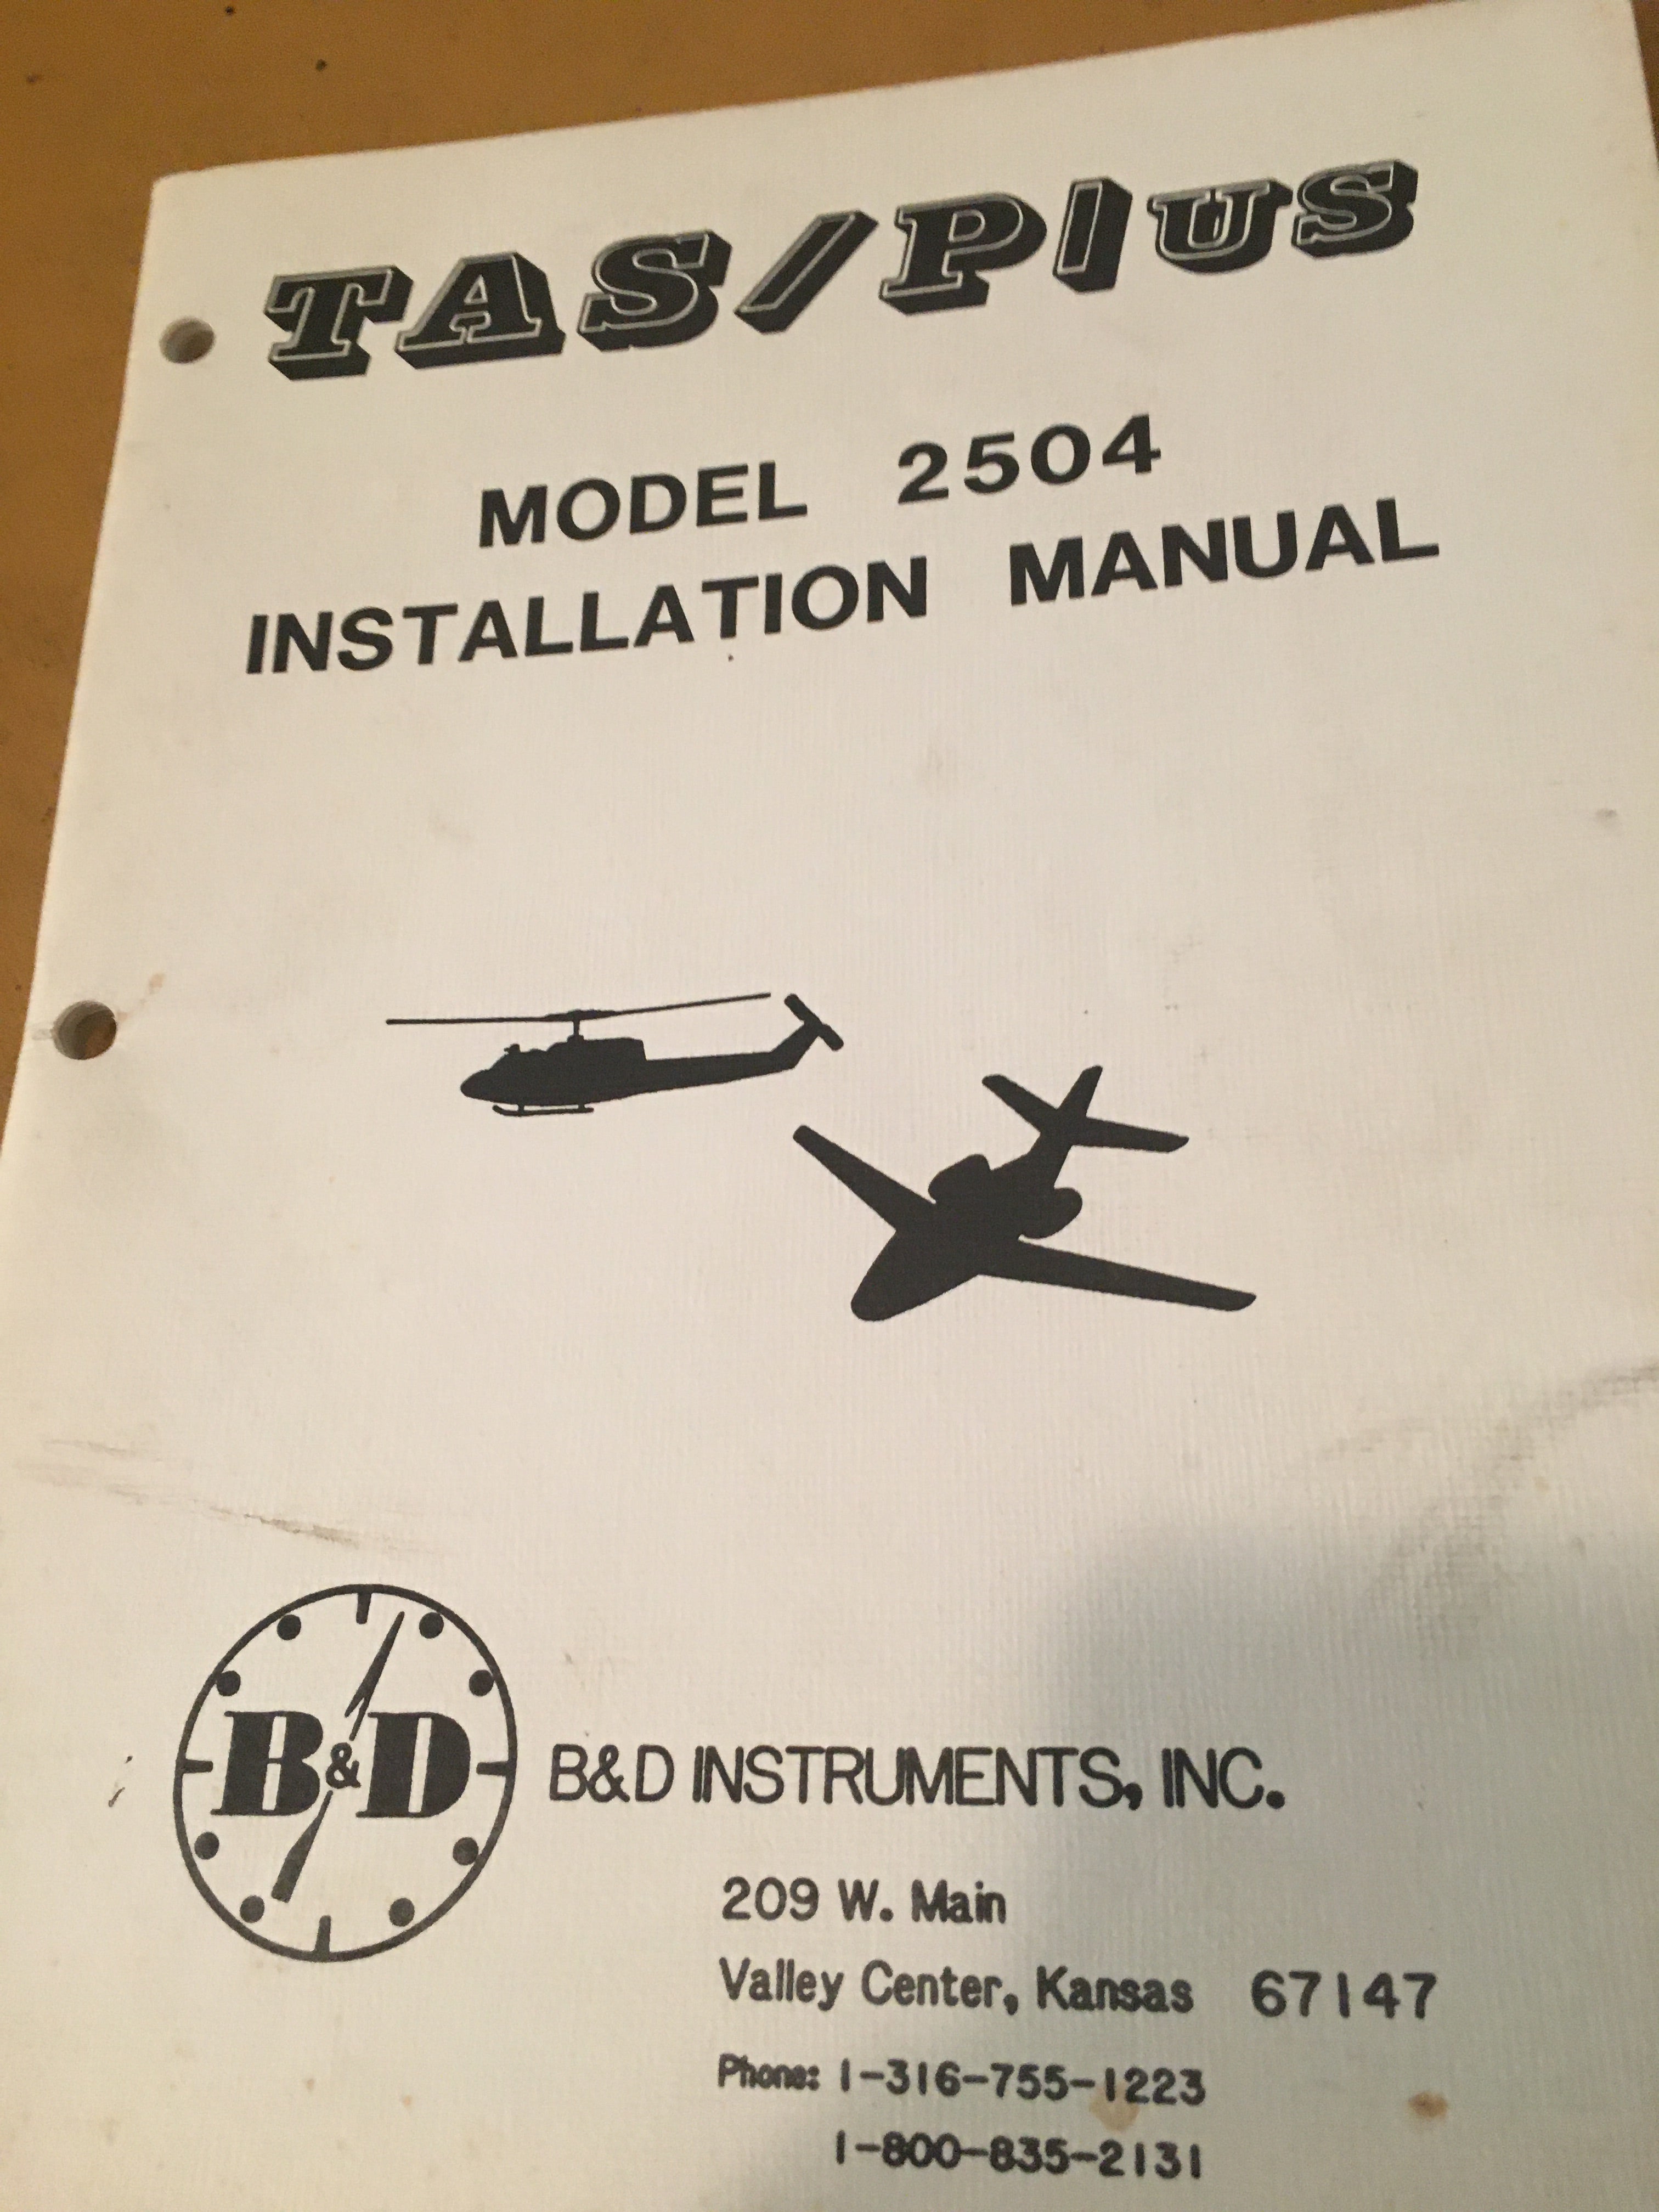 TAS/Plus
MODEL 2504
INSTALLATION MANUAL
B&D
B&D INSTRUMENTS, INC.
209 W. Main
Valley Center, Kansas 67147
Phone: 1-316-755-1223
1-800-835-2131